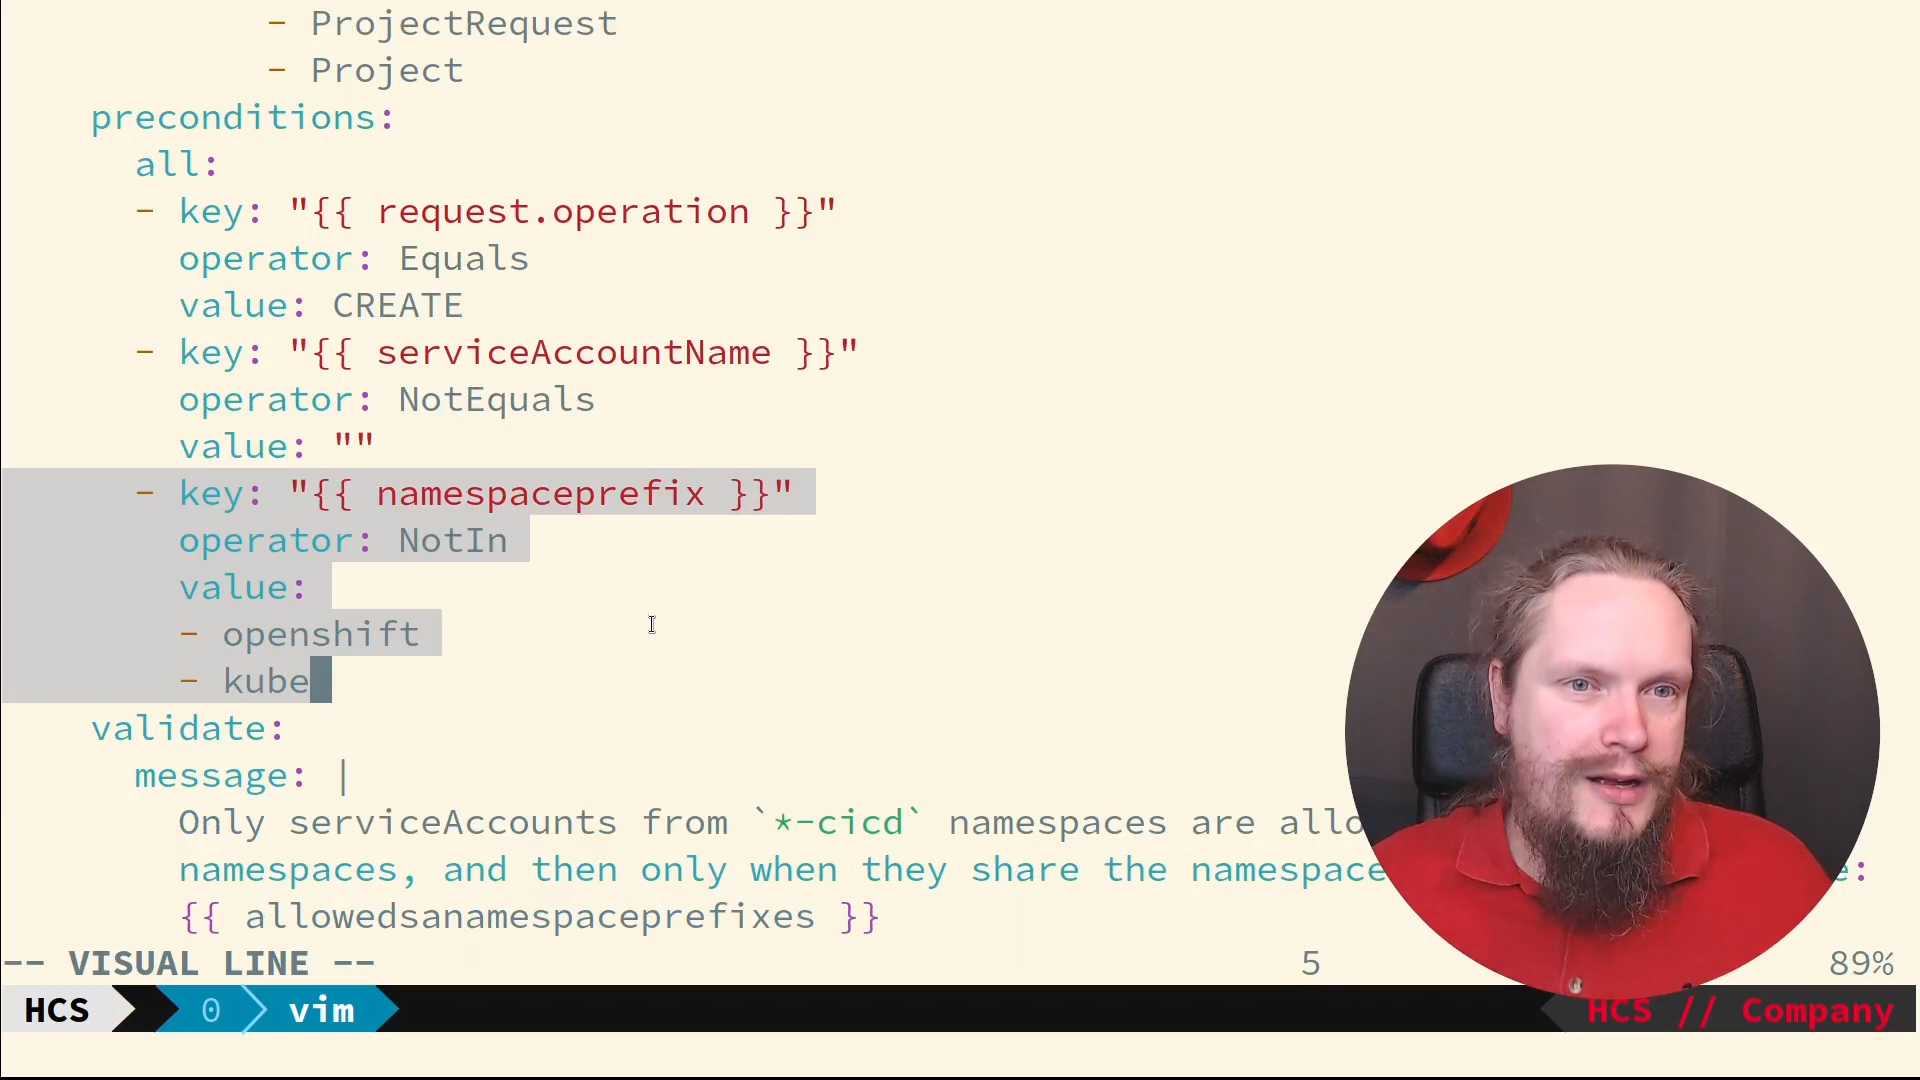 - ProjectRequest
- Project
preconditions:
all:
- key: "{{ request.operation }}"
operator: Equals
value: CREATE
- key: "{{ serviceAccountName }}"
operator: NotEquals
value: ""
- key: "{{ namespaceprefix }}"
operator: NotIn
value:
- openshift
- kube
validate:
message: |
Only serviceAccounts from `*-cicd` namespaces are
namespaces, and then only when they share the namespace
{{ allowedsanamespaceprefixes }}
-- VISUAL LINE -- 5 89%
HCS 0 vim HCS // Company